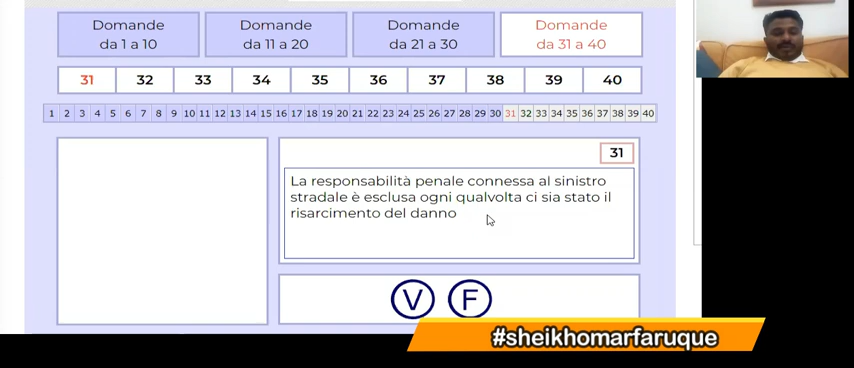 Domande
da 1 a 10
Domande
da 11 a 20
Domande
da 21 a 30
Domande
da 31 a 40
31 32 33 34 35 36 37 38 39 40
1 2 3 4 5 6 7 8 9 10 11 12 13 14 15 16 17 18 19 20 21 22 23 24 25 26 27 28 29 30 31 32 33 34 35 36 37 38 39 40
31
La responsabilità penale connessa al sinistro
stradale è esclusa ogni qualvolta ci sia stato il
risarcimento del danno
V F
#sheikhomarfaruque